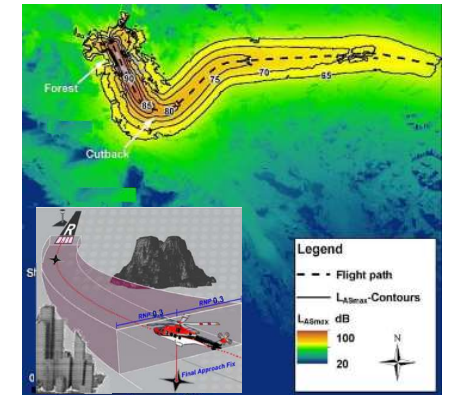 90
75
70
65
85
80
Forest
Cutback
R
RNP 0.3
RNP 0.3
Final Approach Fix
Legend
Flight path
LASmax-Contours
LASmax dB
100
20
N